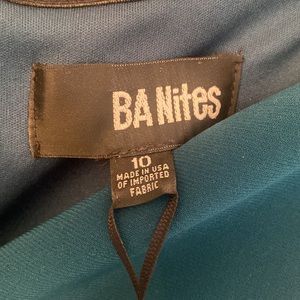 BA Nites
10
MADE IN USA
OF IMPORTED
FABRIC